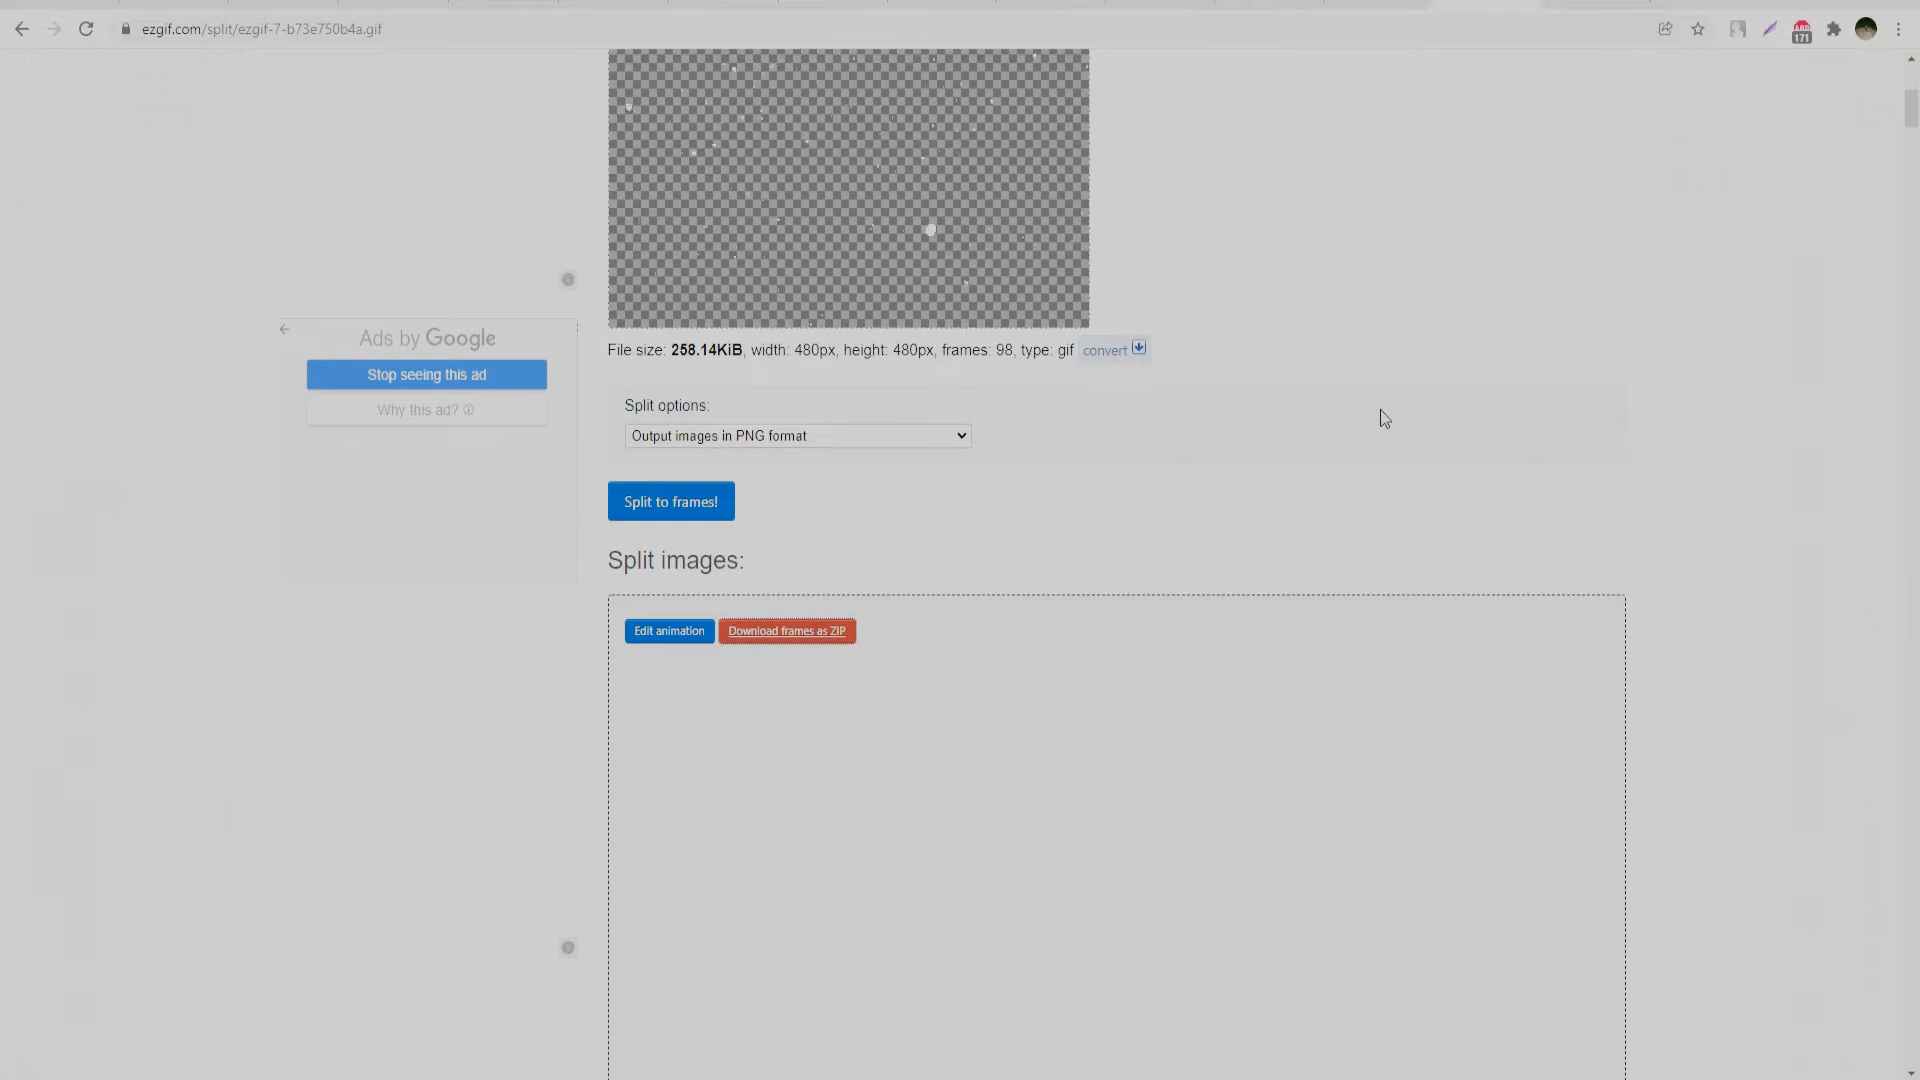 ezgif.com/split/ezgif-7-b73e750b4a.gif
171
File size: 258.14KiB, width: 480px, height: 480px, frames: 98, type: gif convert
Ads by Google
Stop seeing this ad
Why this ad?
Split options:
Output images in PNG format
Split to frames!
Split images:
Edit animation
Download frames as ZIP